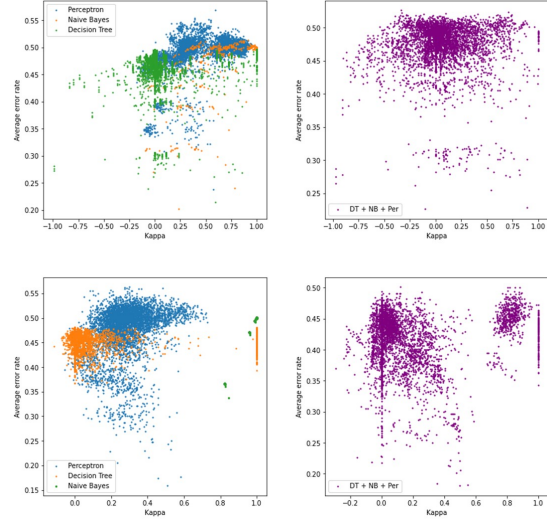 Perceptron
Naive Bayes
Decision Tree
0.55
0.50
0.45
0.40
0.35
0.30
0.25
0.20
Average error rate
-1.00 -0.75 -0.50 -0.25 0.00 0.25 0.50 0.75 1.00
Kappa
0.50
0.45
0.40
0.35
0.30
0.25
Average error rate
DT + NB + Per
-1.00 -0.75 -0.50 -0.25 0.00 0.25 0.50 0.75 1.00
Kappa
0.55
0.50
0.45
0.40
0.35
0.30
0.25
0.20
0.15
Average error rate
Perceptron
Decision Tree
Naive Bayes
0.0 0.2 0.4 0.6 0.8 1.0
Kappa
0.50
0.45
0.40
0.35
0.30
0.25
0.20
Average error rate
DT + NB + Per
-0.2 0.0 0.2 0.4 0.6 0.8 1.0
Kappa